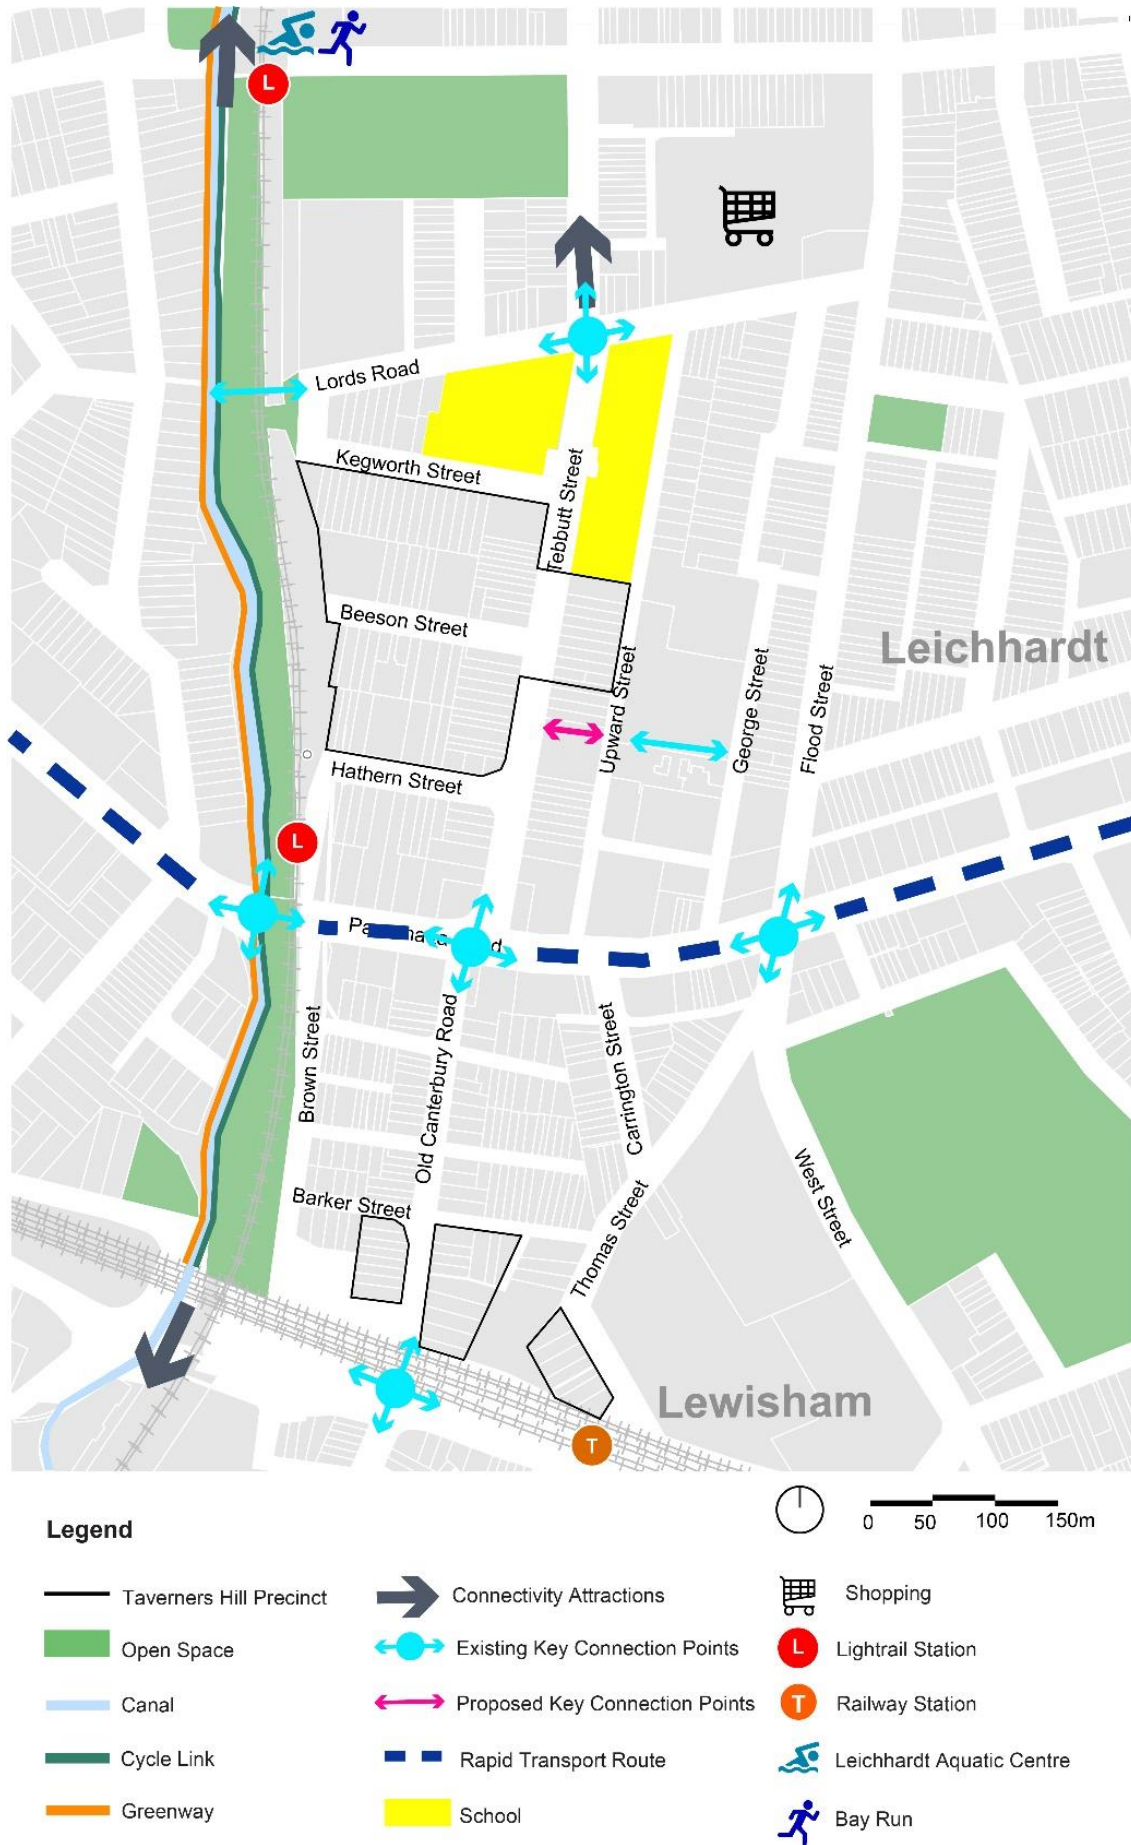 L
Lords Road
Kegworth Street
Tebbutt Street
Beeson Street
Leichhardt
Upward Street
George Street
Flood Street
Hathern Street
L
Brown Street
Old Canterbury Road
Carrington Street
Barker Street
Thomas Street
West Street
Lewisham
T
0 50 100 150m
Legend
Taverners Hill Precinct
Connectivity Attractions
Shopping
Open Space
Existing Key Connection Points
L Lightrail Station
Canal
Proposed Key Connection Points
T Railway Station
Cycle Link
Rapid Transport Route
Leichhardt Aquatic Centre
Greenway
School
Bay Run